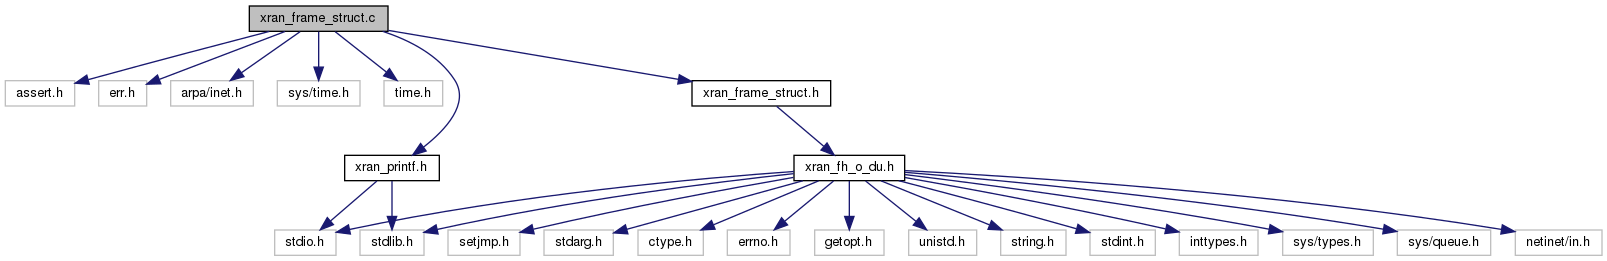 xran_frame_struct.c
assert.h
err.h
arpa/inet.h
sys/time.h
time.h
xran_frame_struct.h
xran_printf.h
xran_fh_o_du.h
stdio.h
stdlib.h
setjmp.h
stdarg.h
ctype.h
errno.h
getopt.h
unistd.h
string.h
stdint.h
inttypes.h
sys/types.h
sys/queue.h
netinet/in.h